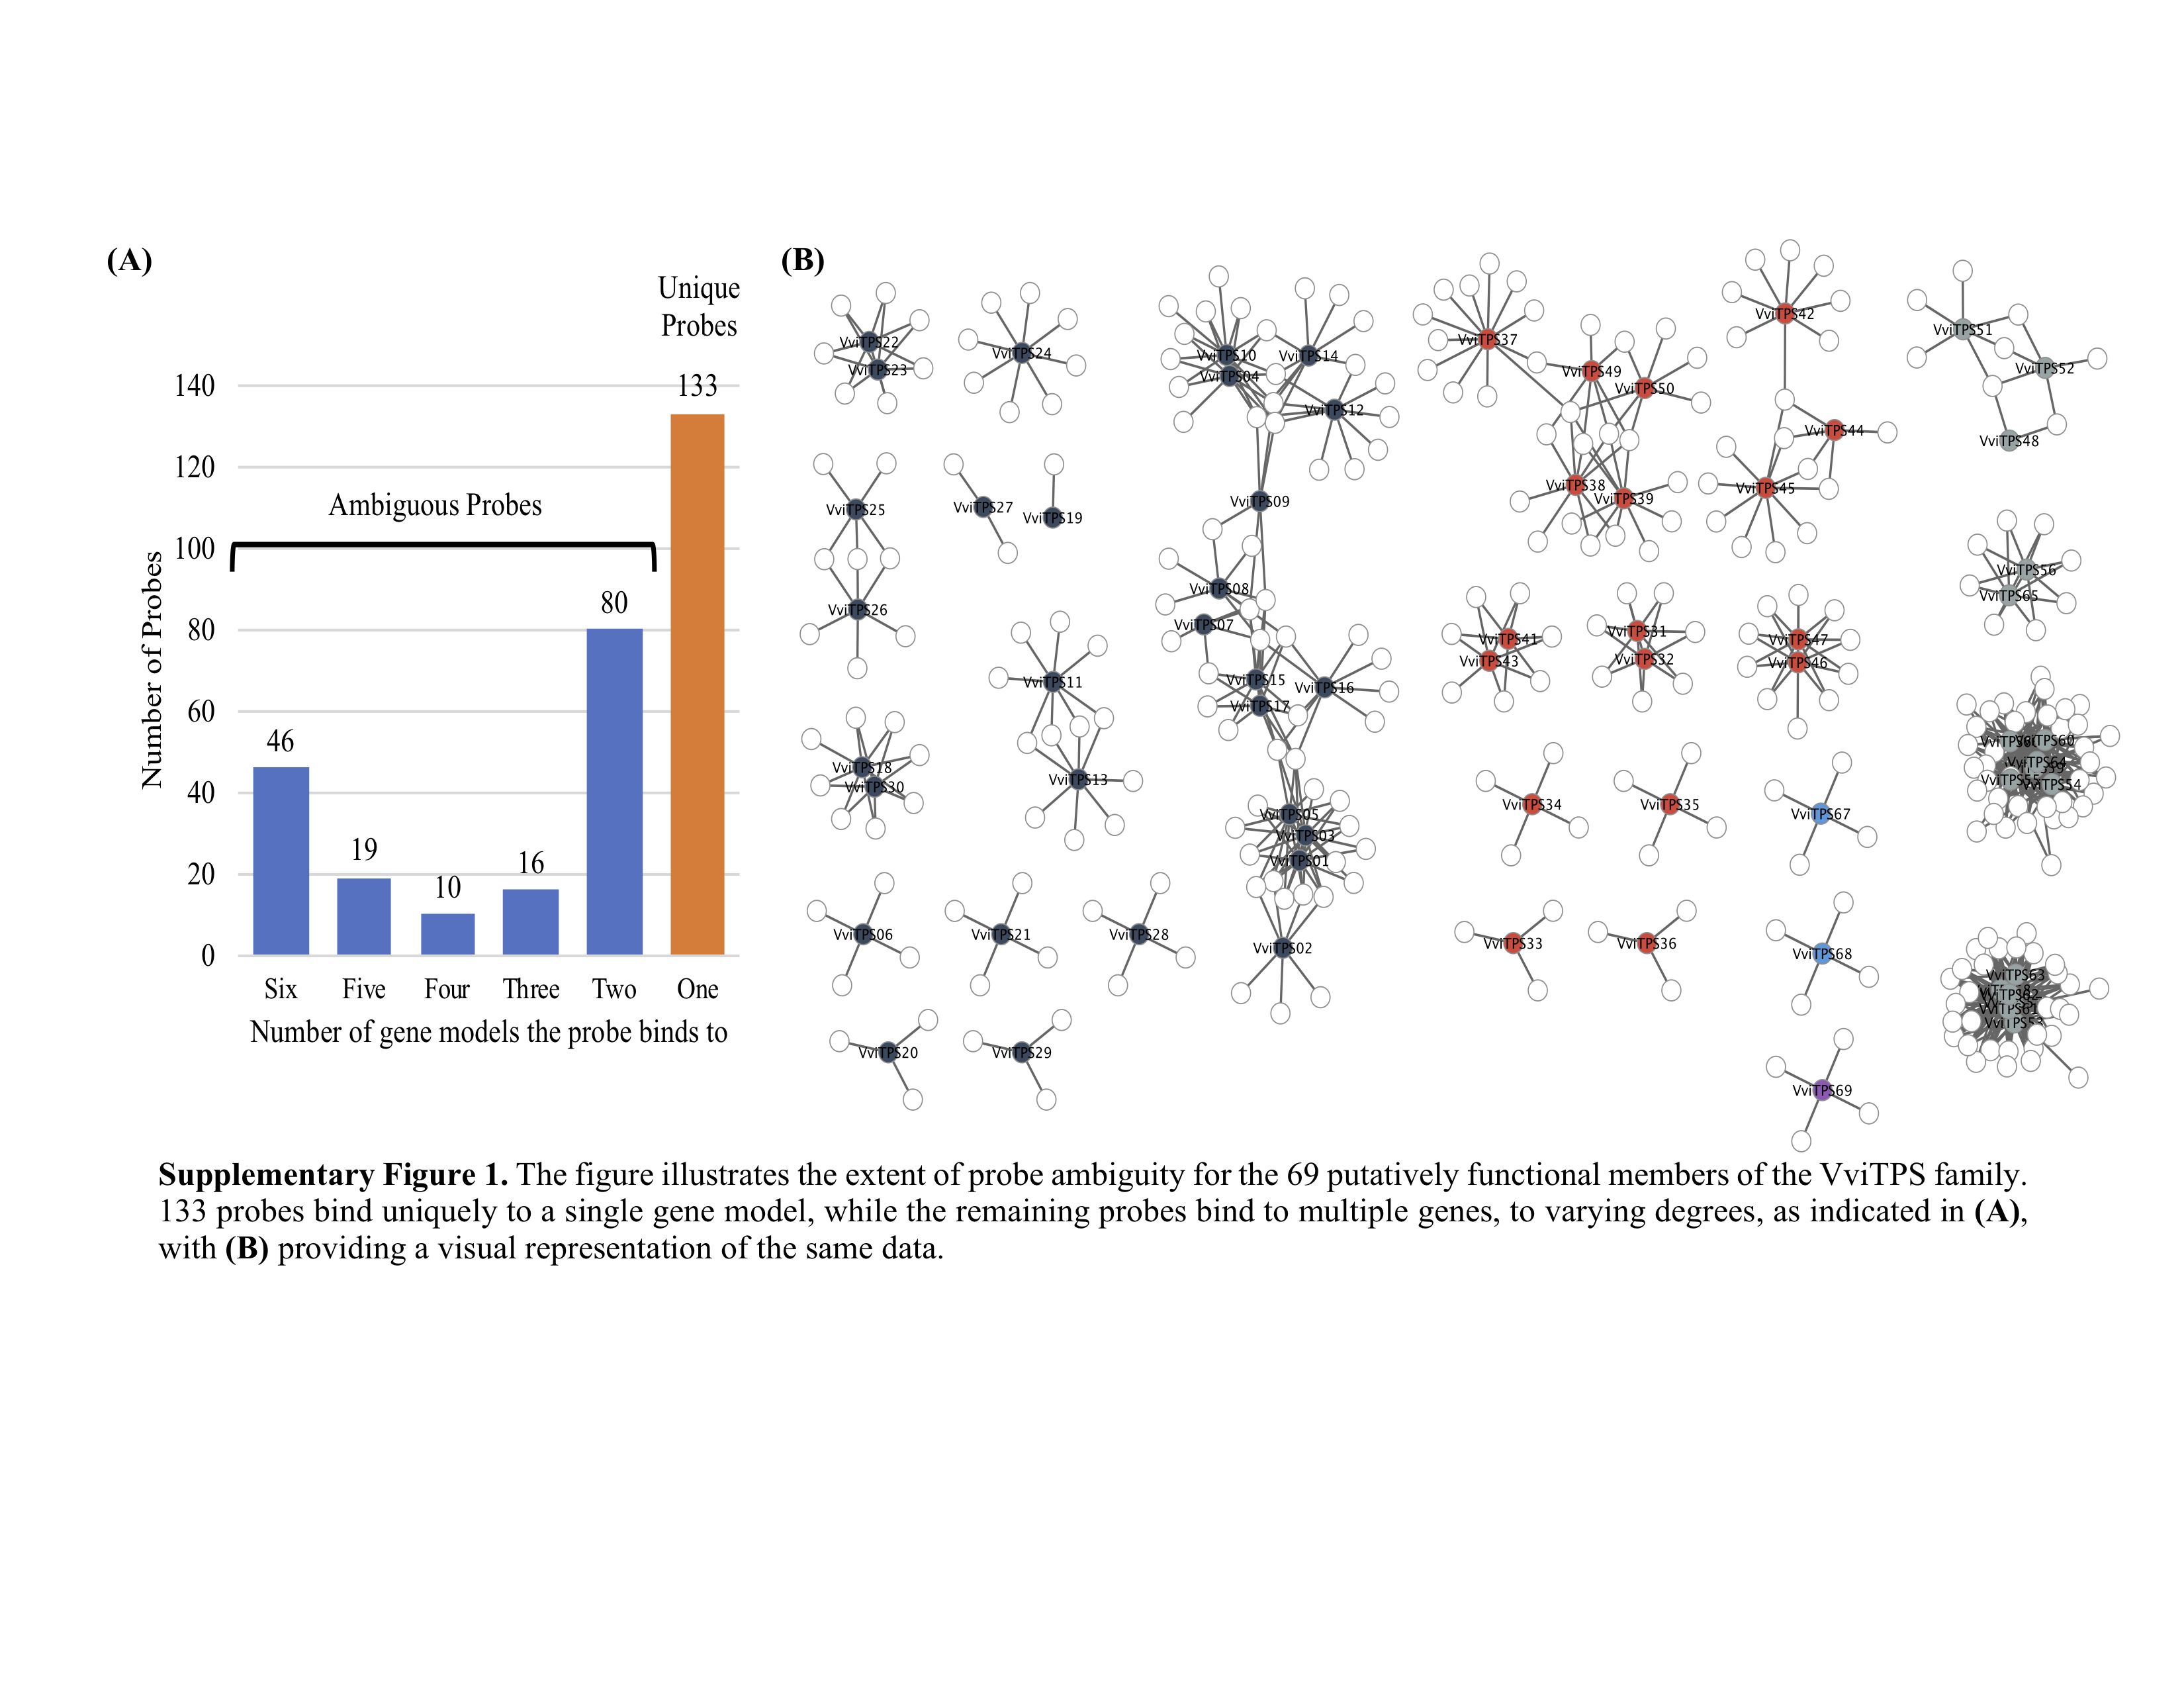 (A)
Unique
Probes
133
140
120
Ambiguous Probes
100
80
80
60
46
40
19
16
20
10
0
Number of Probes
Six Five Four Three Two One
Number of gene models the probe binds to
(B)
VviTPS22
VviTPS23
VviTPS24
VviTPS25
VviTPS26
VviTPS27
VviTPS19
VviTPS11
VviTPS13
VviTPS18
VviTPS30
VviTPS06
VviTPS21
VviTPS28
VviTPS20
VviTPS29
VviTPS10
VviTPS04
VviTPS14
VviTPS12
VviTPS09
VviTPS08
VviTPS07
VviTPS15
VviTPS17
VviTPS16
VviTPS05
VviTPS03
VviTPS01
VviTPS02
VviTPS37
VviTPS49
VviTPS50
VviTPS38
VviTPS39
VviTPS42
VviTPS44
VviTPS45
VviTPS41
VviTPS43
VviTPS31
VviTPS32
VviTPS47
VviTPS46
VviTPS34
VviTPS35
VviTPS33
VviTPS36
VviTPS67
VviTPS68
VviTPS69
VviTPS51
VviTPS52
VviTPS48
VviTPS56
VviTPS65
VviTPS60
VviTPS64
VviTPS55
VviTPS54
VviTPS63
VviTPS62
VviTPS61
VviTPS53
Supplementary Figure 1. The figure illustrates the extent of probe ambiguity for the 69 putatively functional members of the VviTPS family.
133 probes bind uniquely to a single gene model, while the remaining probes bind to multiple genes, to varying degrees, as indicated in (A),
with (B) providing a visual representation of the same data.